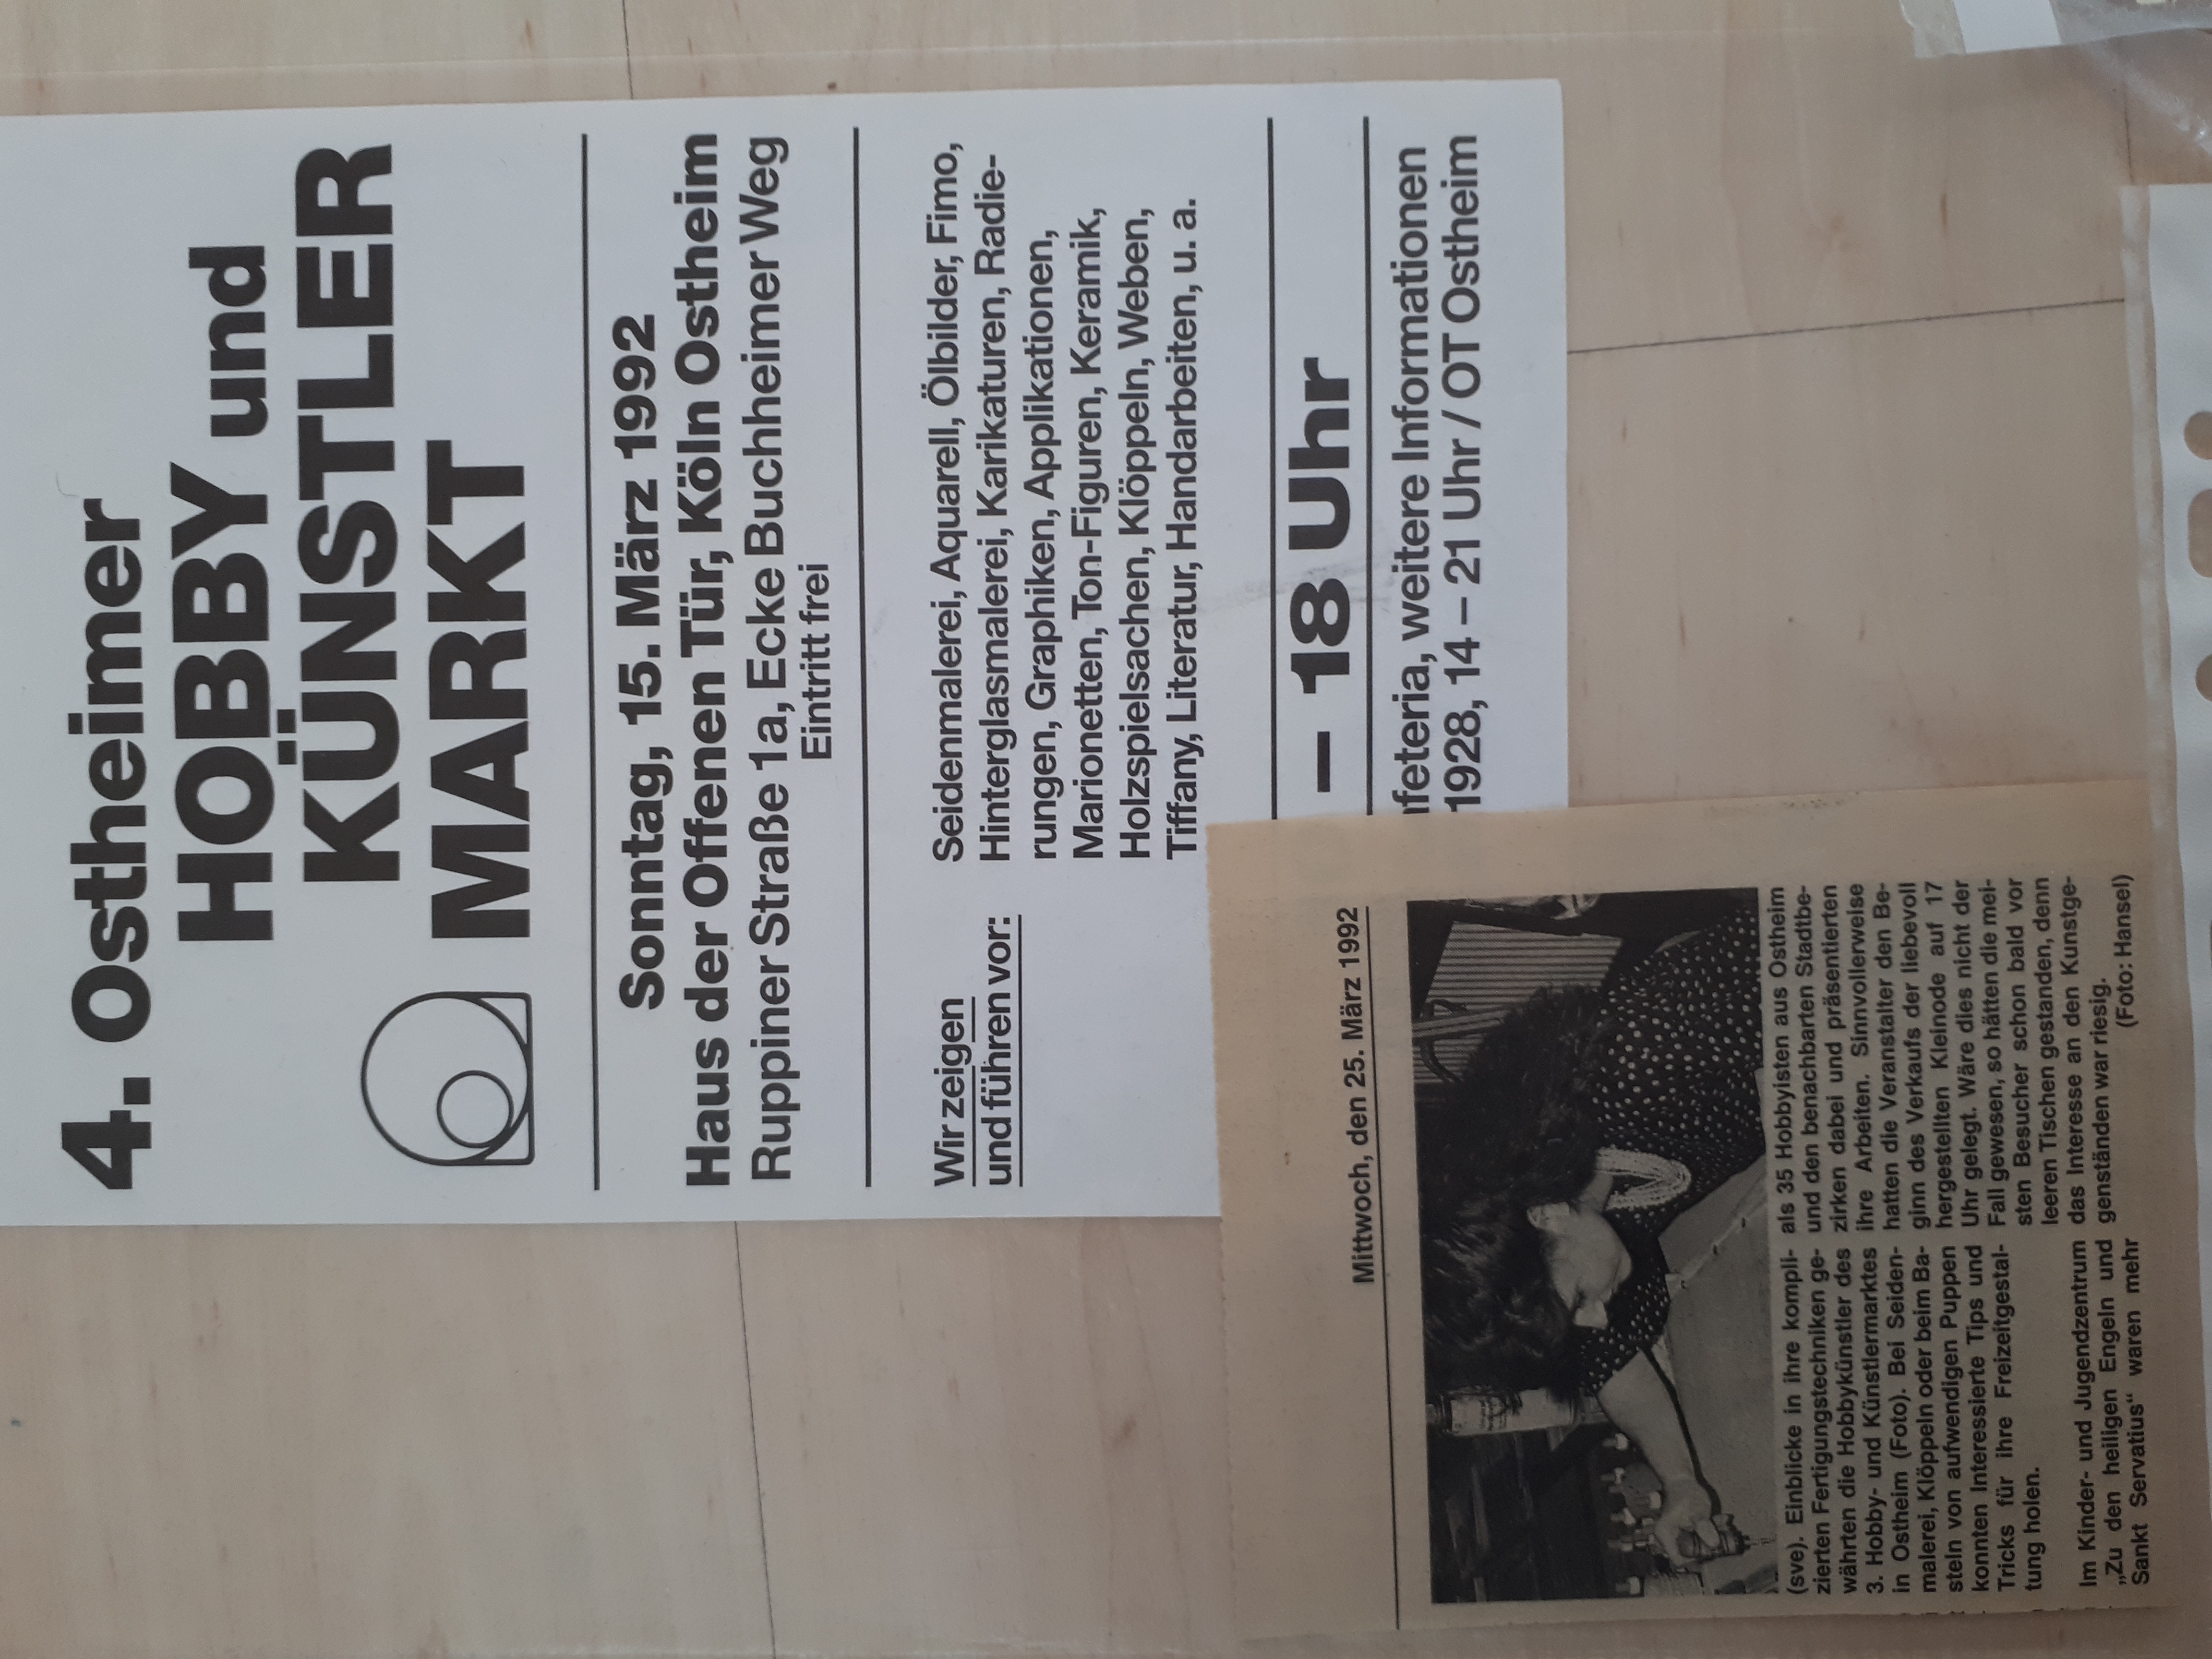 4. Ostheimer
HOBBY und
KÜNSTLER
MARKT
Sonntag, 15. März 1992
Haus der Offenen Tür, Köln Ostheim
Ruppiner Straße 1a, Ecke Buchheimer Weg
Eintritt frei
Wir zeigen
und führen vor:
Seidenmalerei, Aquarell, Ölbilder, Fimo,
Hinterglasmalerei, Karikaturen, Radie-
rungen, Graphiken, Applikationen,
Marionetten, Ton-Figuren, Keramik,
Holzspielsachen, Klöppeln, Weben,
Tiffany, Literatur, Handarbeiten, u. a.
– 18 Uhr
feteria, weitere Informationen
1928, 14 – 21 Uhr / OT Ostheim
Mittwoch, den 25. März 1992
(sve). Einblicke in ihre kompli-
zierten Fertigungstechniken ge-
währten die Hobbykünstler des
3. Hobby- und Künstlermarktes
in Ostheim (Foto). Bei Seiden-
malerei, Klöppeln oder beim Ba-
steln von aufwendigen Puppen
konnten Interessierte Tips und
Tricks für ihre Freizeitgestal-
tung holen.
Im Kinder- und Jugendzentrum
„Zu den heiligen Engeln und
Sankt Servatius“ waren mehr
als 35 Hobbyisten aus Ostheim
und den benachbarten Stadtbe-
zirken dabei und präsentierten
ihre Arbeiten. Sinnvollerweise
hatten die Veranstalter den Be-
ginn des Verkaufs der liebevoll
hergestellten Kleinode auf 17
Uhr gelegt. Wäre dies nicht der
Fall gewesen, so hätten die mei-
sten Besucher schon bald vor
leeren Tischen gestanden, denn
das Interesse an den Kunstge-
genständen war riesig.
(Foto: Hansel)